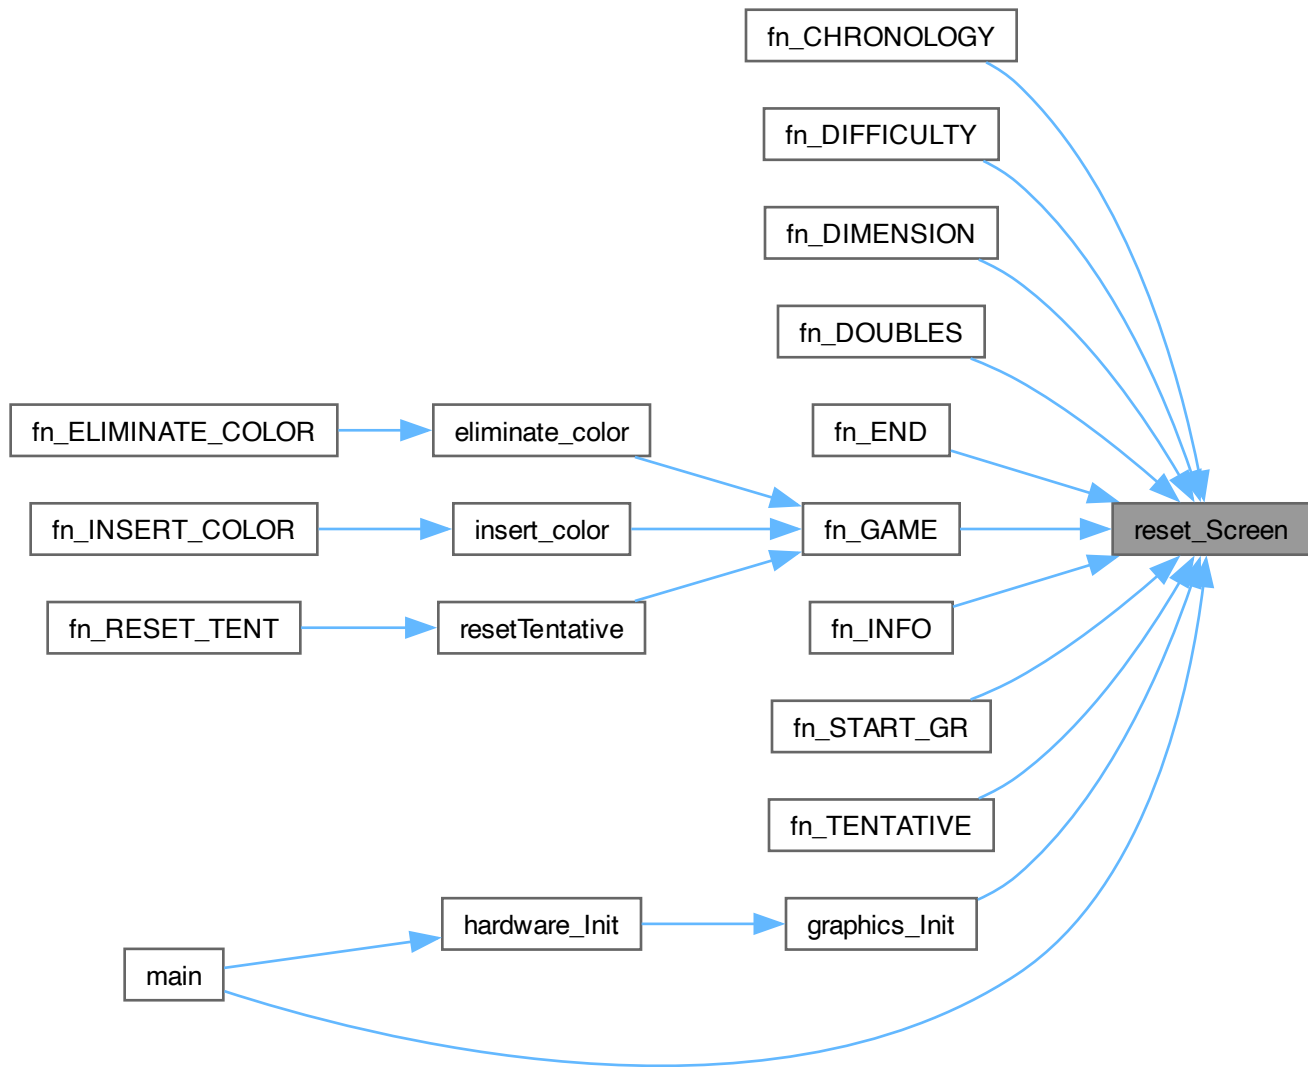 fn_CHRONOLOGY
fn_DIFFICULTY
fn_DIMENSION
fn_DOUBLES
fn_ELIMINATE_COLOR
eliminate_color
fn_END
fn_INSERT_COLOR
insert_color
fn_GAME
reset_Screen
fn_RESET_TENT
resetTentative
fn_INFO
fn_START_GR
fn_TENTATIVE
hardware_Init
graphics_Init
main